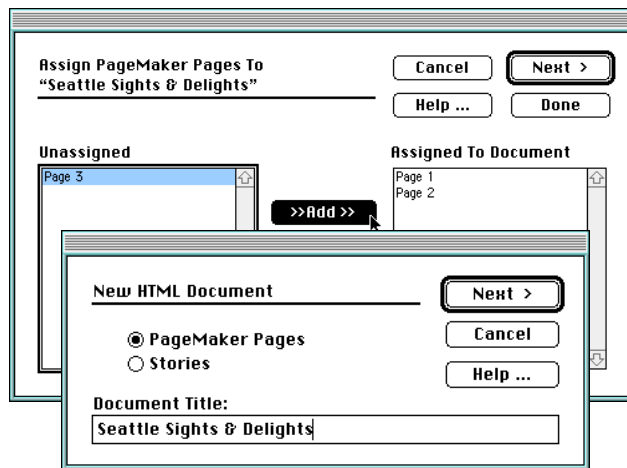 Assign PageMaker Pages To
“Seattle Sights & Delights”
Cancel
Next >
Help ...
Done
Unassigned
Page 3
>>Add >>
Assigned To Document
Page 1
Page 2
New HTML Document
Next >
Cancel
Help ...
PageMaker Pages
Stories
Document Title:
Seattle Sights & Delights